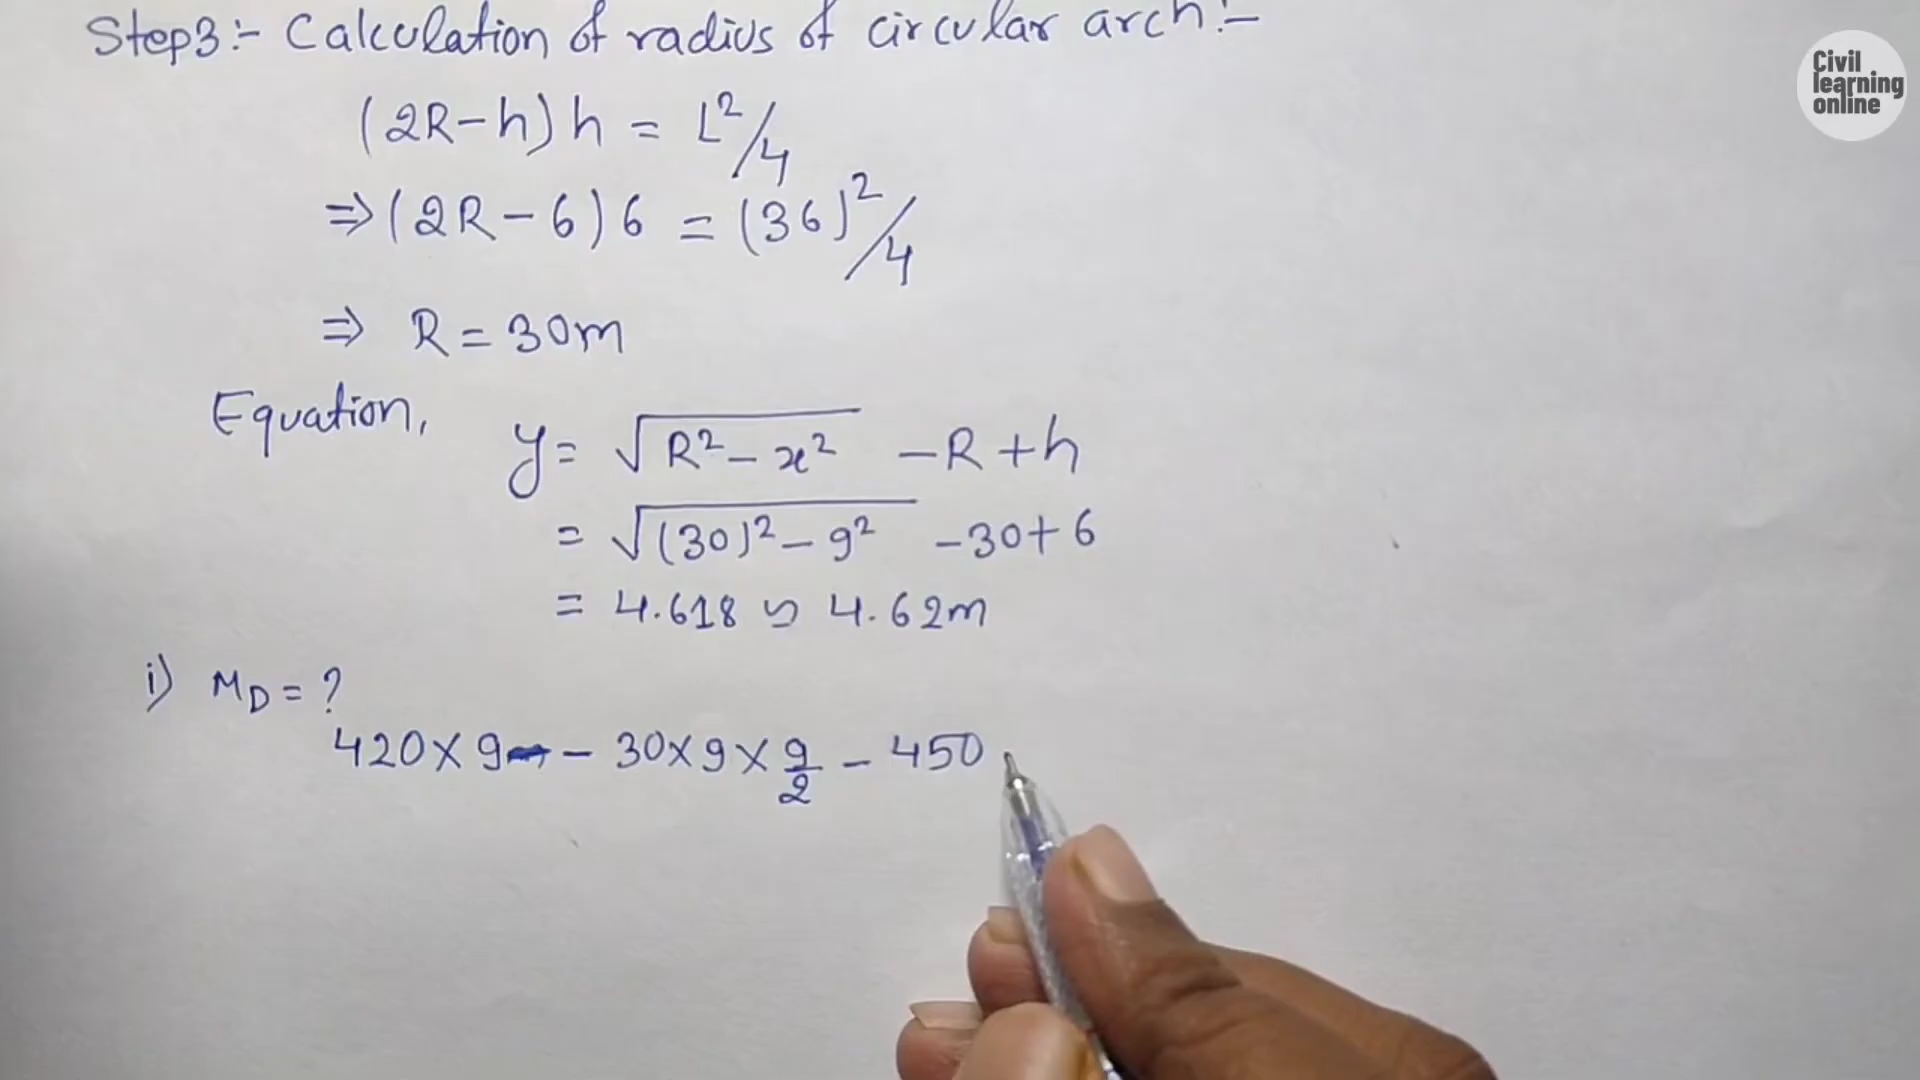 Step3:- Calculation of radius of circular arch:-
(2R-h)h = L²/4
⇒(2R-6)6 = (36)²/4
⇒ R = 30m
Equation,
y = √R²-x² -R+h
= √(30)²-9² -30+6
= 4.618 ∽ 4.62m
i) M_D = ?
420×9 - 30×9×9/2 - 450
Civil
learning
online